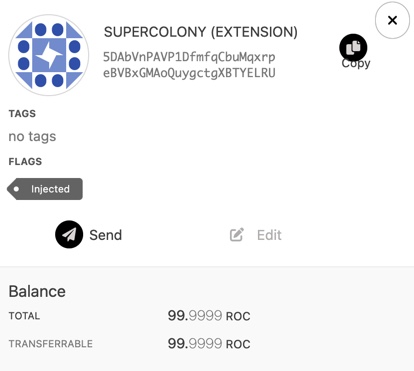 SUPERCOLONY (EXTENSION)
5DAbVnPAVP1DfmfqCbuMqxrp
eBVBxGMAoQuygctgXBTYELRU
Copy
TAGS
no tags
FLAGS
Injected
Send
Edit
Balance
TOTAL 99.9999 ROC
TRANSFERRABLE 99.9999 ROC